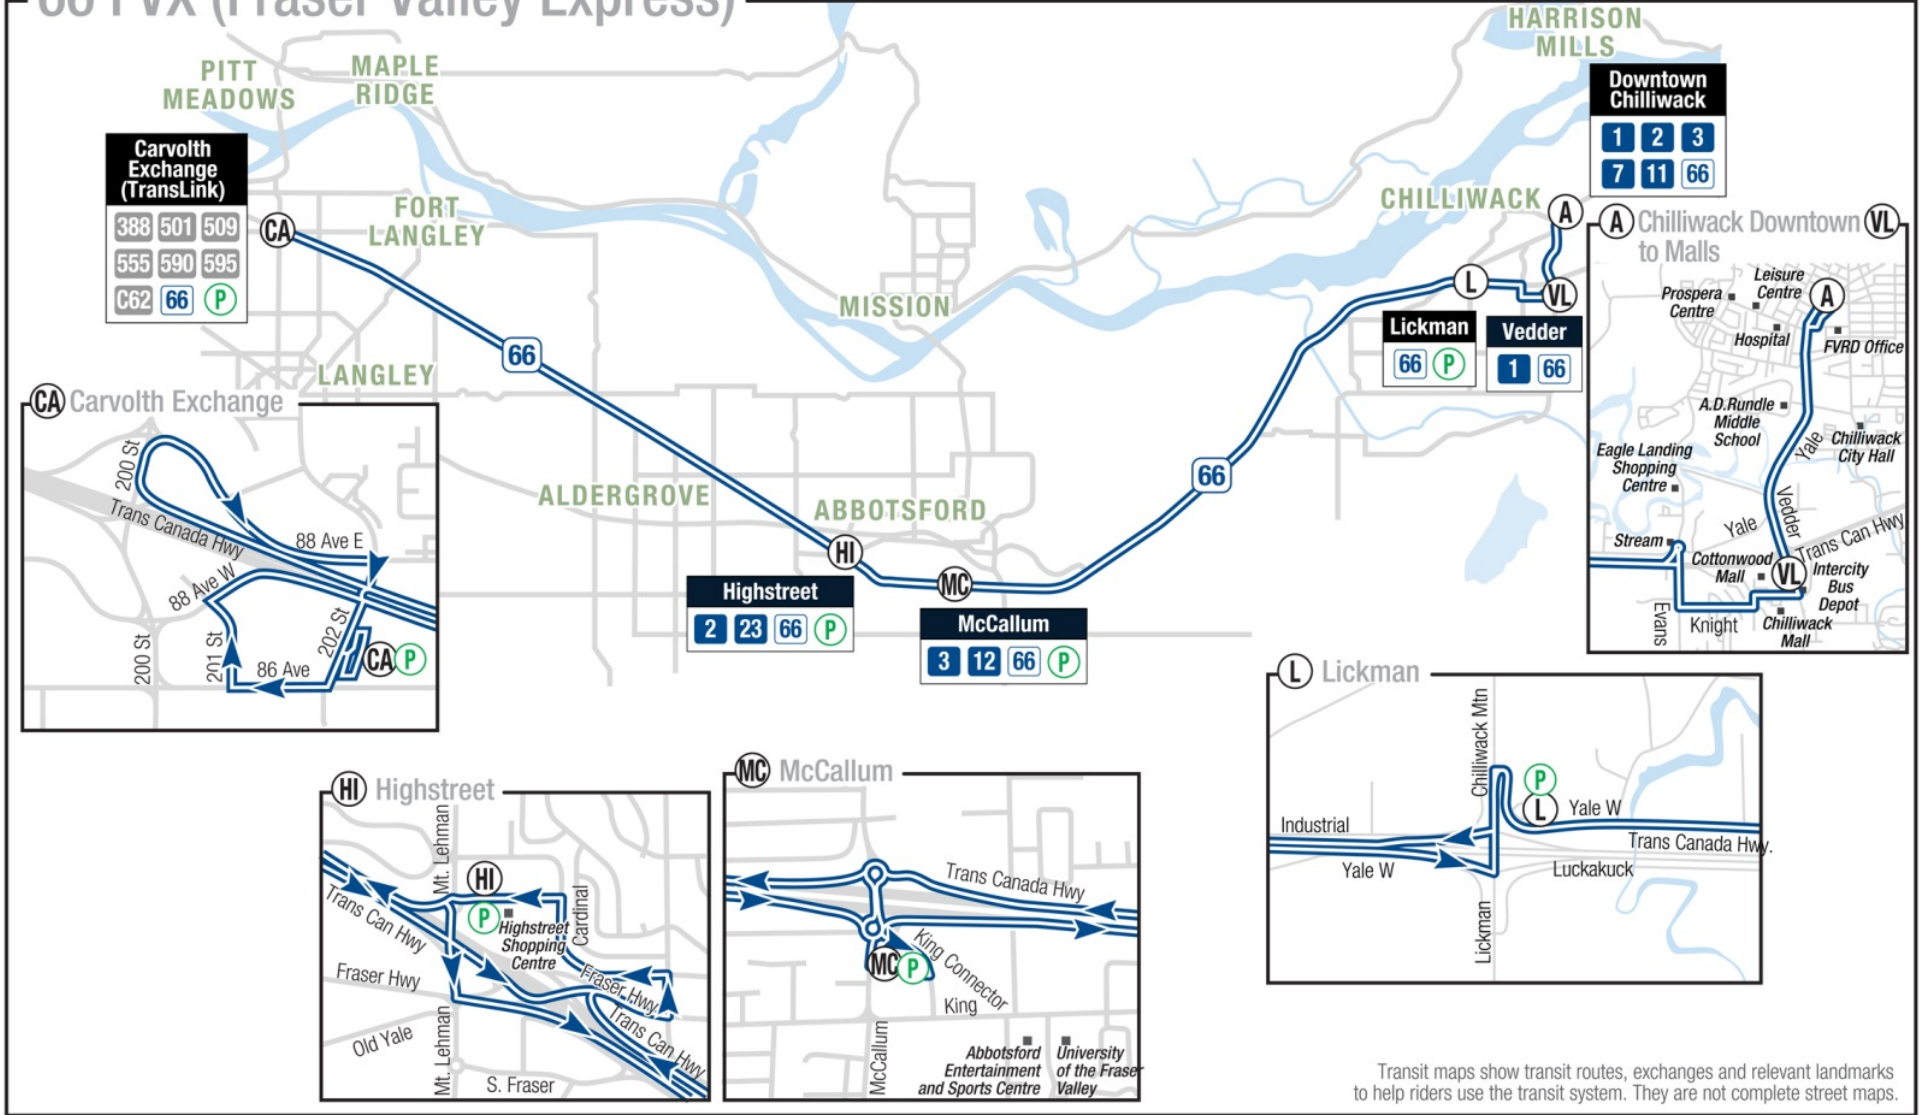 66 FVX (Fraser Valley Express)
HARRISON
MILLS
PITT
MEADOWS
MAPLE
RIDGE
Downtown
Chilliwack
1 2 3
7 11 66
Carvolth
Exchange
(TransLink)
388 501 509
555 590 595
C62 66 P
CA
FORT
LANGLEY
CHILLIWACK
A
L
VL
MISSION
Lickman
66 P
Vedder
1 66
66
LANGLEY
66
ALDERGROVE
ABBOTSFORD
HI
MC
Highstreet
2 23 66 P
McCallum
3 12 66 P
A Chilliwack Downtown VL
to Malls
Leisure
Centre
Prospera
Centre
A
Hospital
FVRD Office
A.D.Rundle
Middle
School
Yale
Chilliwack
City Hall
Eagle Landing
Shopping
Centre
Vedder
Yale
Trans Can Hwy
Stream
Cottonwood
Mall
VL
Intercity
Bus
Depot
Evans
Knight
Chilliwack
Mall
CA Carvolth Exchange
200 St
Trans Canada Hwy
88 Ave E
88 Ave W
200 St
201 St
202 St
86 Ave
CA P
HI Highstreet
Mt. Lehman
HI
P
Highstreet
Shopping
Centre
Cardinal
Trans Can Hwy
Fraser Hwy
Fraser Hwy
Trans Can Hwy
Old Yale
Mt. Lehman
S. Fraser
MC McCallum
Trans Canada Hwy
MC P
King Connector
King
McCallum
Abbotsford
Entertainment
and Sports Centre
University
of the Fraser
Valley
L Lickman
Chilliwack Mtn
P
L
Yale W
Industrial
Trans Canada Hwy.
Yale W
Luckakuck
Lickman
Transit maps show transit routes, exchanges and relevant landmarks
to help riders use the transit system. They are not complete street maps.